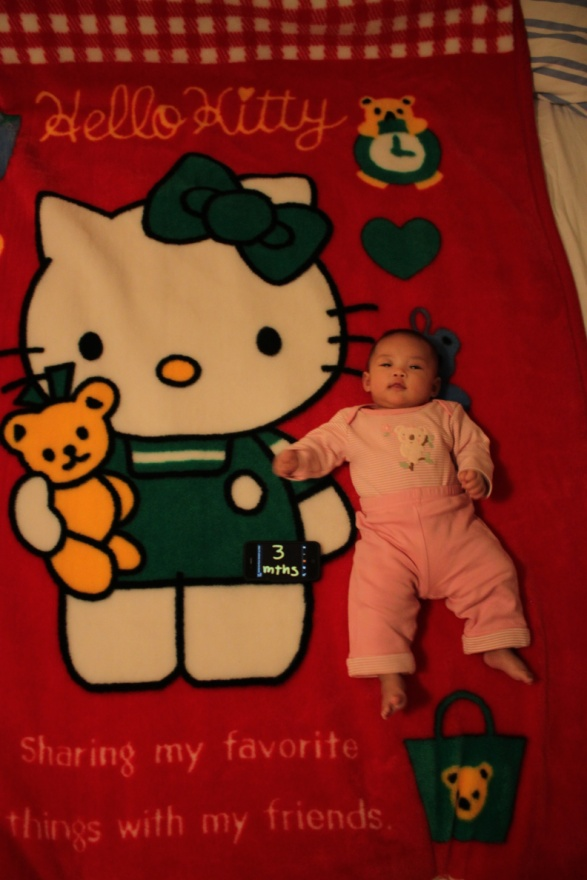 Hello Kitty
3
mths
Sharing my favorite
things with my friends.